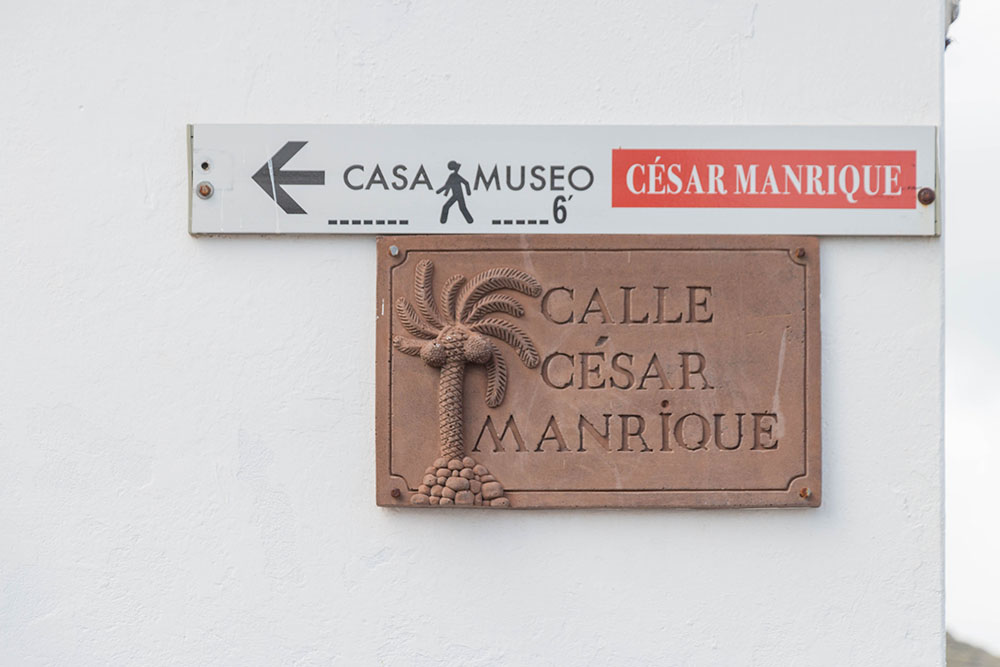 CASA MUSEO CÉSAR MANRIQUE
6´
CALLE
CÉSAR
MANRIQUE